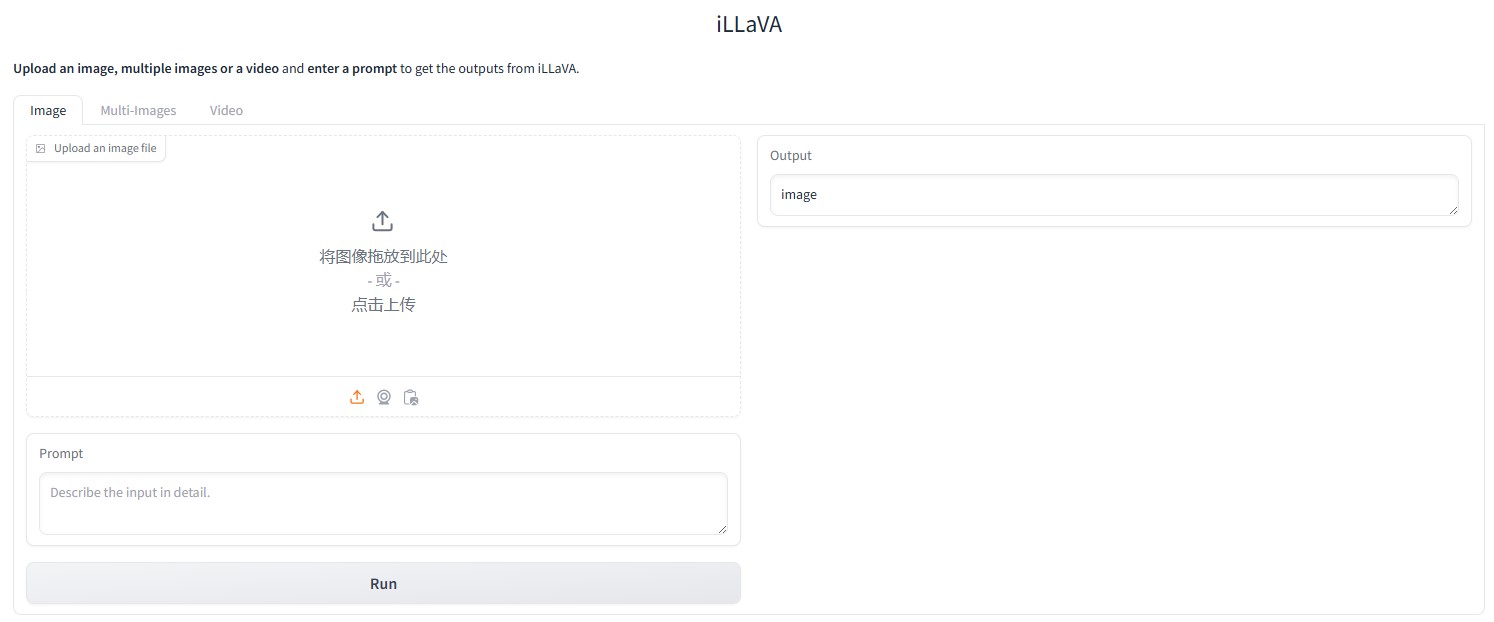 iLLaVA
Upload an image, multiple images or a video and enter a prompt to get the outputs from iLLaVA.
Image
Multi-Images
Video
Upload an image file
将图像拖放到此处
- 或 -
点击上传
Prompt
Describe the input in detail.
Run
Output
image